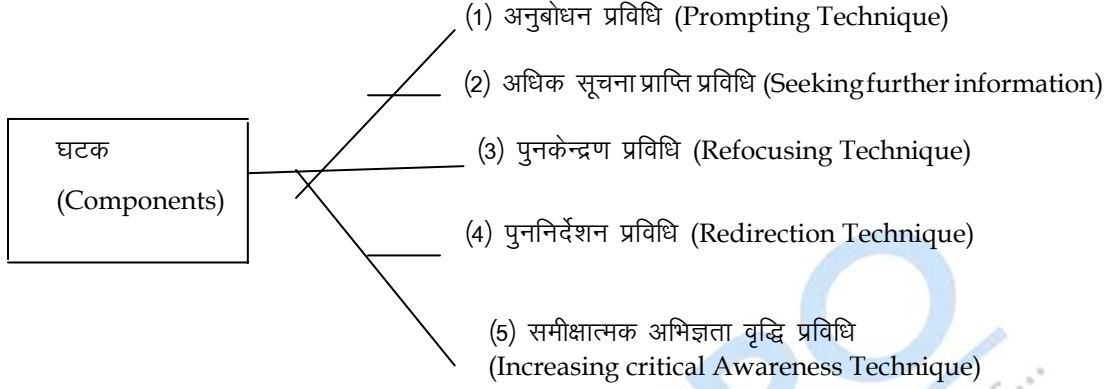 (1) अनुबोधन प्रविधि (Prompting Technique)
(2) अधिक सूचना प्राप्ति प्रविधि (Seeking further information)
घटक
(Components)
(3) पुनकेन्द्रण प्रविधि (Refocusing Technique)
(4) पुननिर्देशन प्रविधि (Redirection Technique)
(5) समीक्षात्मक अभिज्ञता वृद्धि प्रविधि
(Increasing critical Awareness Technique)